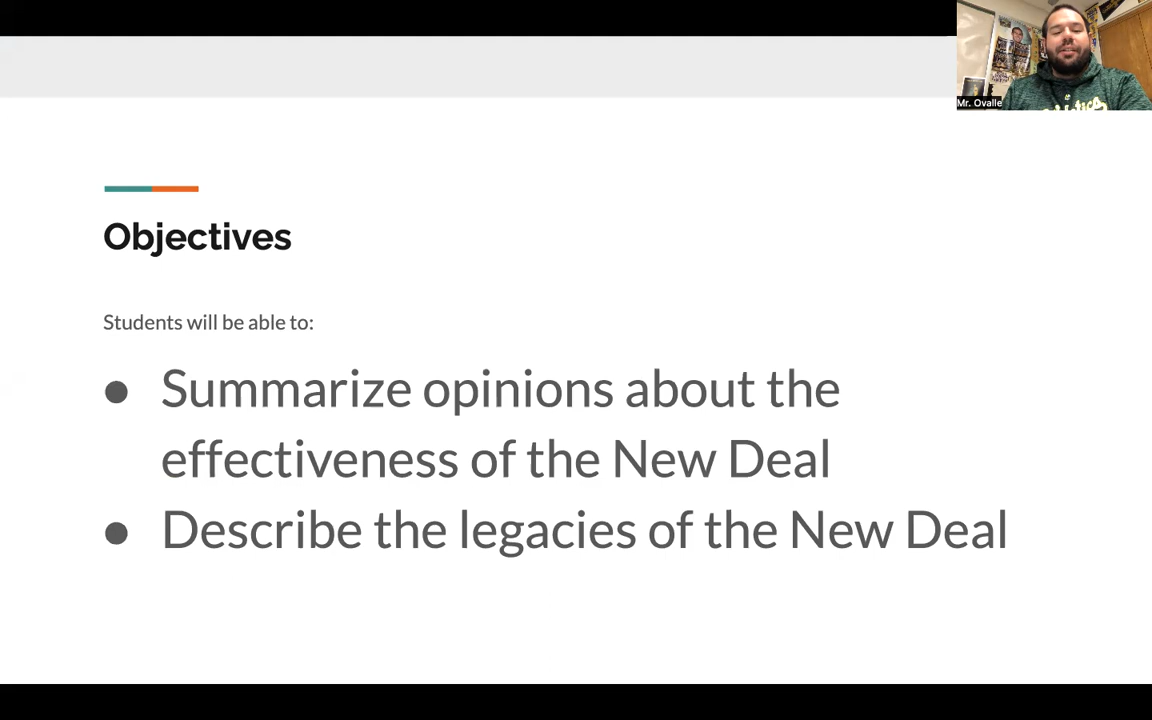 Mr. Ovalle
Objectives
Students will be able to:
● Summarize opinions about the
effectiveness of the New Deal
● Describe the legacies of the New Deal